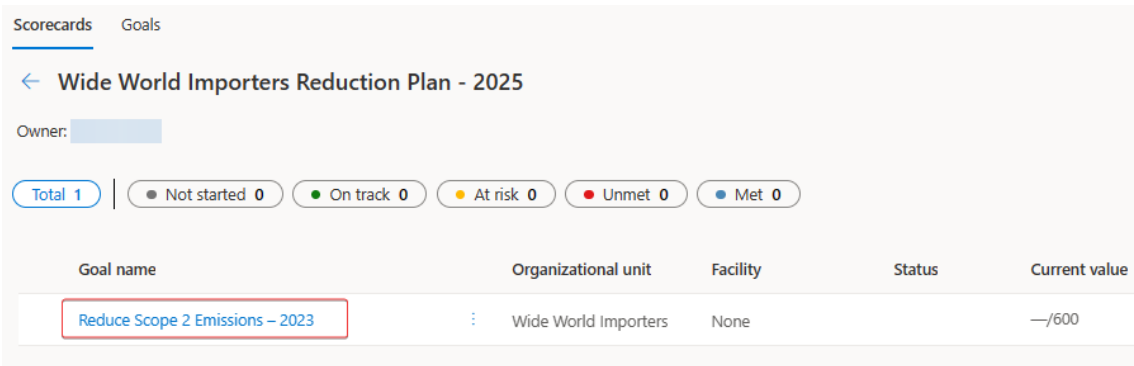 Scorecards Goals
← Wide World Importers Reduction Plan - 2025
Owner:
Total 1 Not started 0 On track 0 At risk 0 Unmet 0 Met 0
Goal name Organizational unit Facility Status Current value
Reduce Scope 2 Emissions – 2023 Wide World Importers None —/600